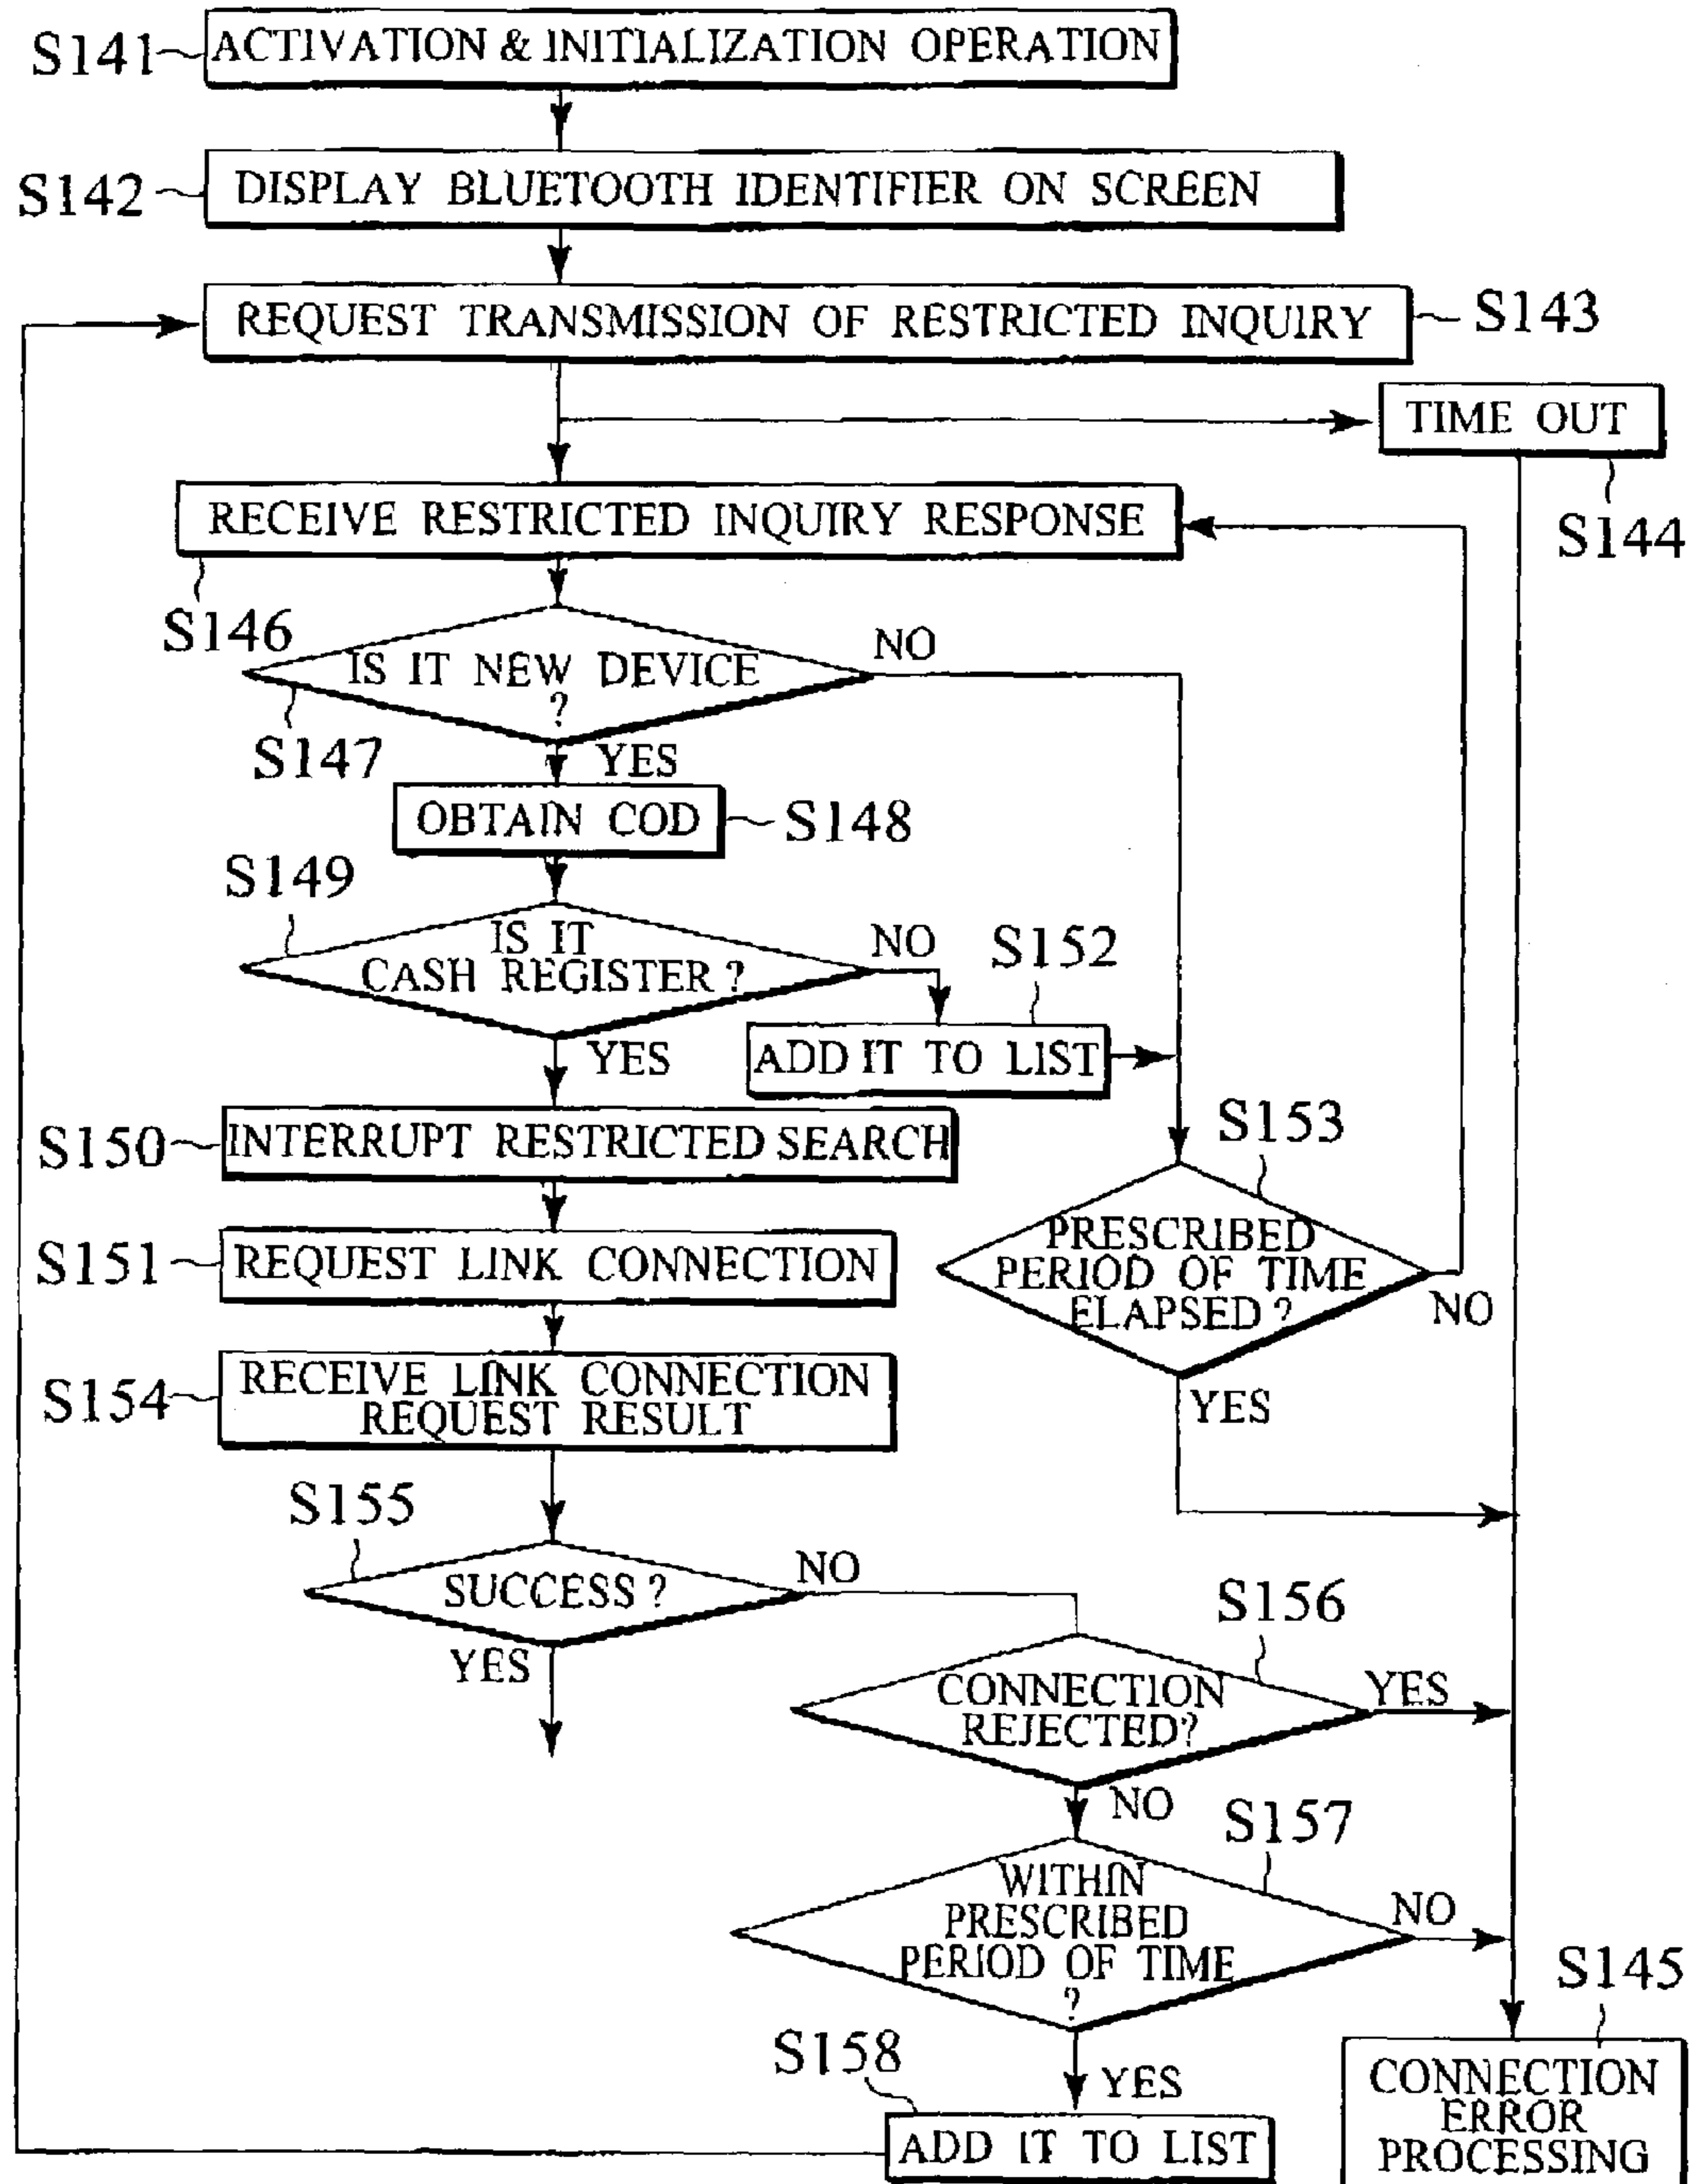 S141 ACTIVATION & INITIALIZATION OPERATION
S142 DISPLAY BLUETOOTH IDENTIFIER ON SCREEN
REQUEST TRANSMISSION OF RESTRICTED INQUIRY S143
TIME OUT
S144
RECEIVE RESTRICTED INQUIRY RESPONSE
S146
IS IT NEW DEVICE
?
NO
S147
YES
OBTAIN COD S148
S149
IS IT
CASH REGISTER ?
NO
S152
ADD IT TO LIST
YES
S150 INTERRUPT RESTRICTED SEARCH
S153
PRESCRIBED
PERIOD OF TIME
ELAPSED ?
NO
YES
S151 REQUEST LINK CONNECTION
S154 RECEIVE LINK CONNECTION
REQUEST RESULT
S155
SUCCESS ?
NO
YES
S156
CONNECTION
REJECTED?
YES
NO
S157
WITHIN
PRESCRIBED
PERIOD OF TIME
?
NO
YES
S158
ADD IT TO LIST
S145
CONNECTION
ERROR
PROCESSING